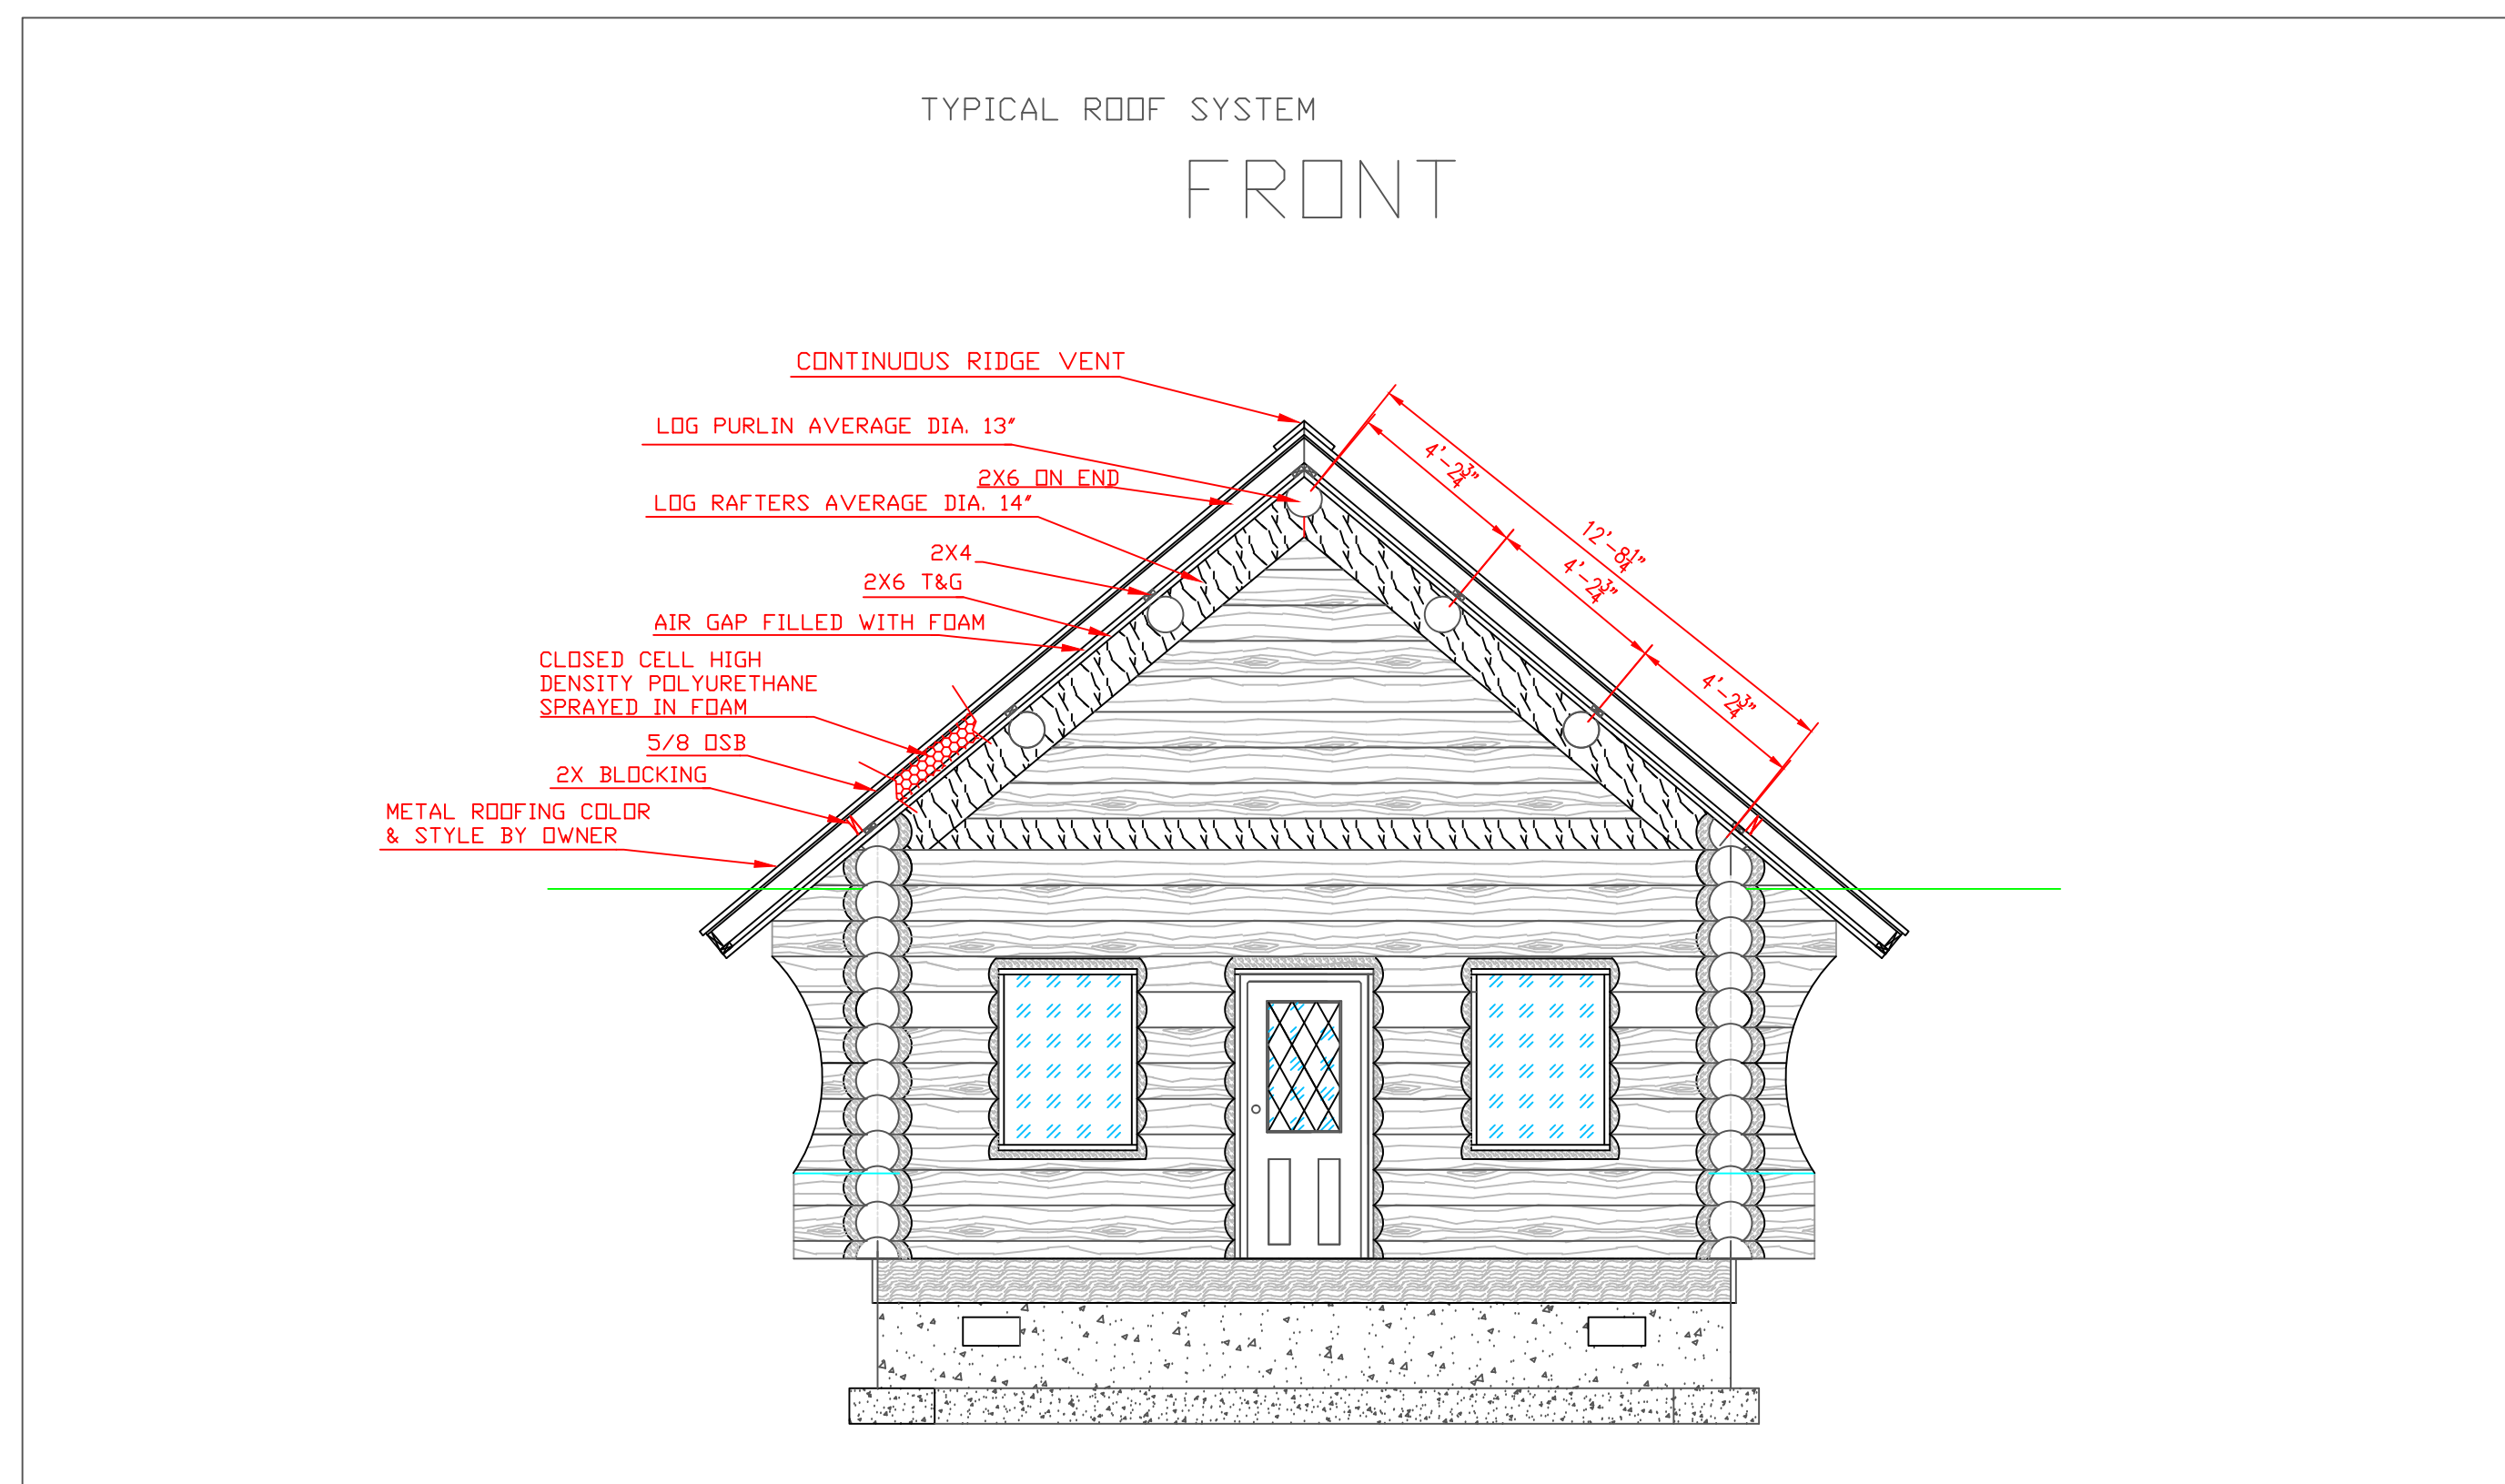 TYPICAL ROOF SYSTEM
FRONT
CONTINUOUS RIDGE VENT
LOG PURLIN AVERAGE DIA. 13"
2X6 ON END
LOG RAFTERS AVERAGE DIA. 14"
2X4
2X6 T&G
AIR GAP FILLED WITH FOAM
CLOSED CELL HIGH
DENSITY POLYURETHANE
SPRAYED IN FOAM
5/8 OSB
2X BLOCKING
METAL ROOFING COLOR
& STYLE BY OWNER
4'-2¾"
12'-8¼"
4'-2¾"
4'-2¾"